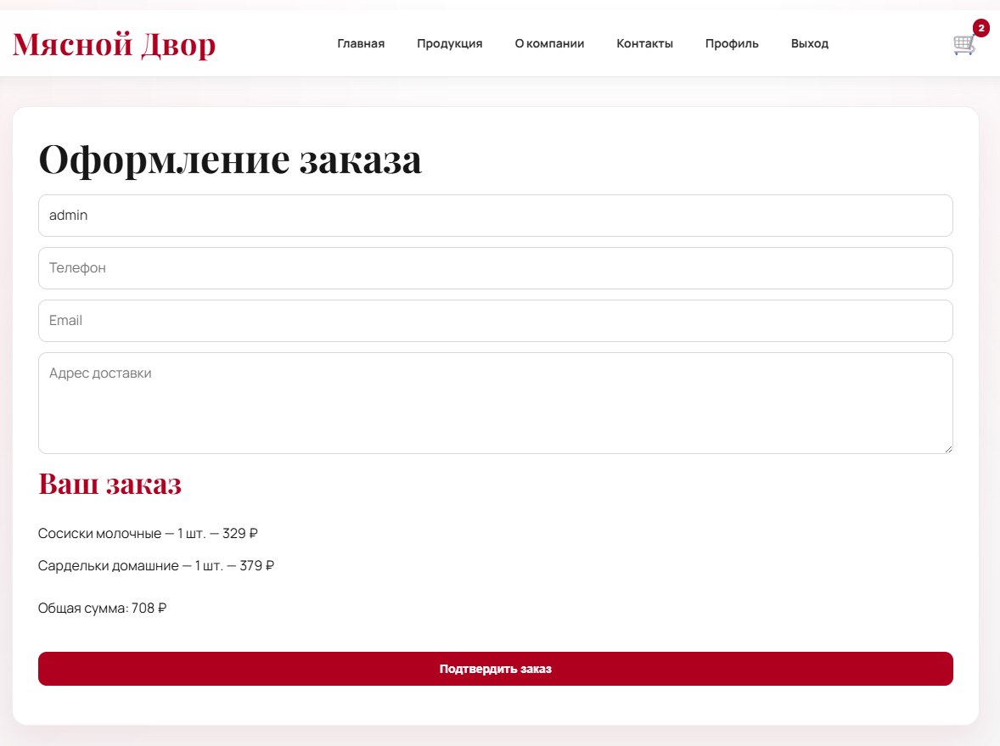 Мясной Двор
Главная Продукция О компании Контакты Профиль Выход
2
Оформление заказа
admin
Телефон
Email
Адрес доставки
Ваш заказ
Сосиски молочные — 1 шт. — 329 ₽
Сардельки домашние — 1 шт. — 379 ₽
Общая сумма: 708 ₽
Подтвердить заказ